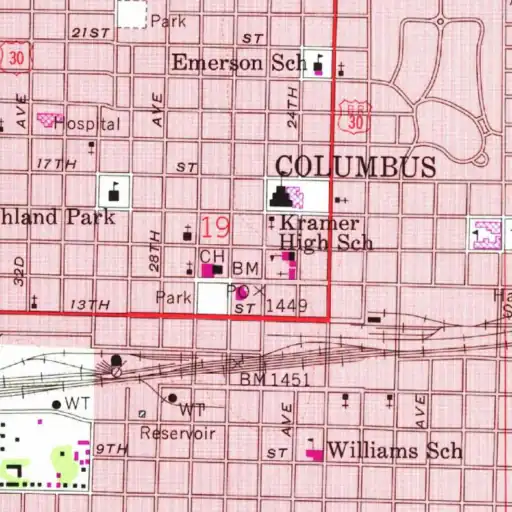 Park
21ST
ST
Emerson Sch
30
24TH
AVE
AVE
30
Hospital
17TH
ST
COLUMBUS
hland Park
19
Kramer
High Sch
28TH
CH
BM
32D
Park
PO
X
13TH
ST
1449
BM 1451
WT
WT
AVE
AVE
Reservoir
9TH
ST
Williams Sch